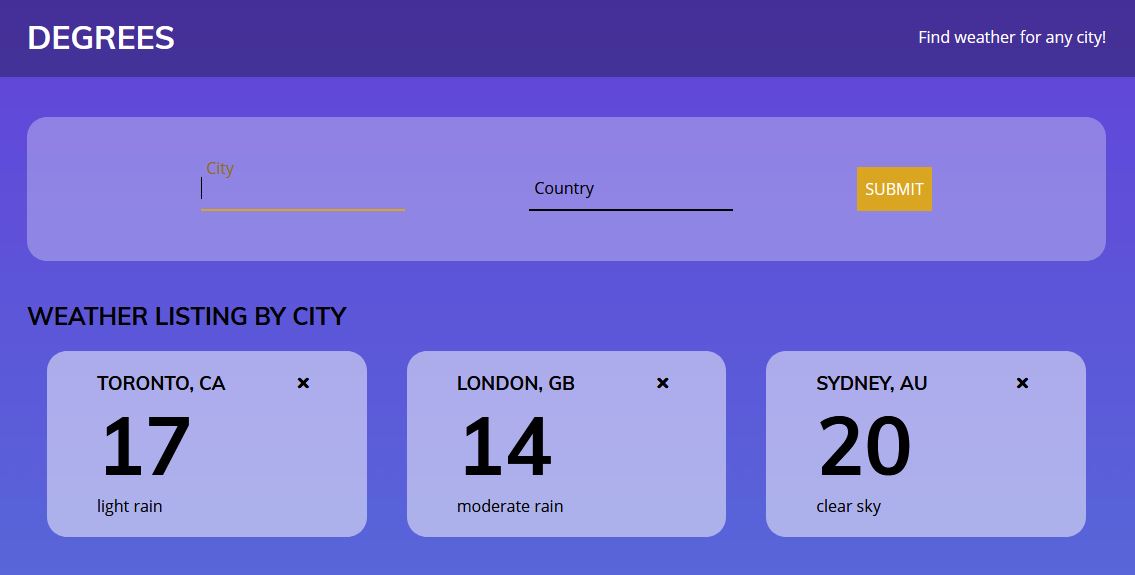 DEGREES
Find weather for any city!
City
Country
SUBMIT
WEATHER LISTING BY CITY
TORONTO, CA
17
light rain
LONDON, GB
14
moderate rain
SYDNEY, AU
20
clear sky